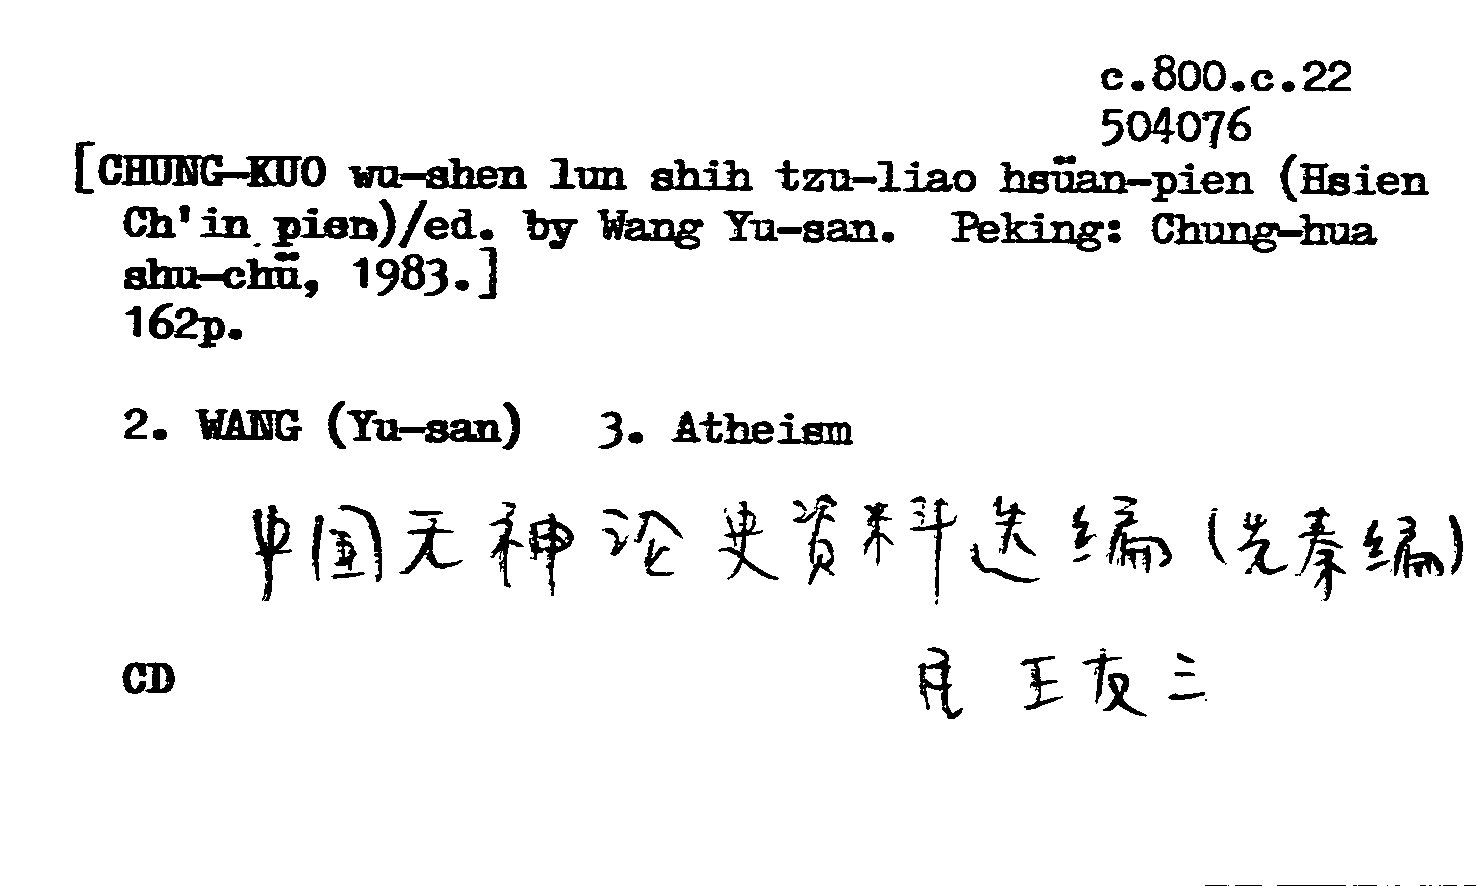 c.800.c.22
504076
[CHUNG-KUO wu-shen lun shih tzu-liao hsüan-pien (Hsien
Ch'in pien)/ed. by Wang Yu-san. Peking: Chung-hua
shu-chü, 1983.]
162p.
2. WANG (Yu-san) 3. Atheism
中国无神论史资料选编(先秦编)
CD 王友三